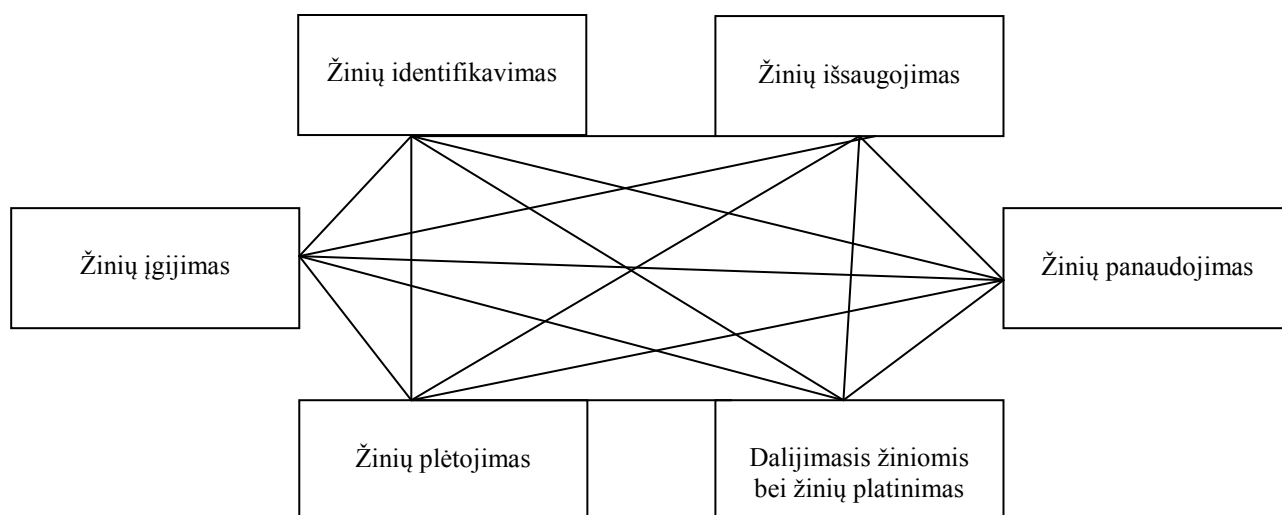 Žinių identifikavimas
Žinių išsaugojimas
Žinių įgijimas
Žinių panaudojimas
Žinių plėtojimas
Dalijimasis žiniomis
bei žinių platinimas